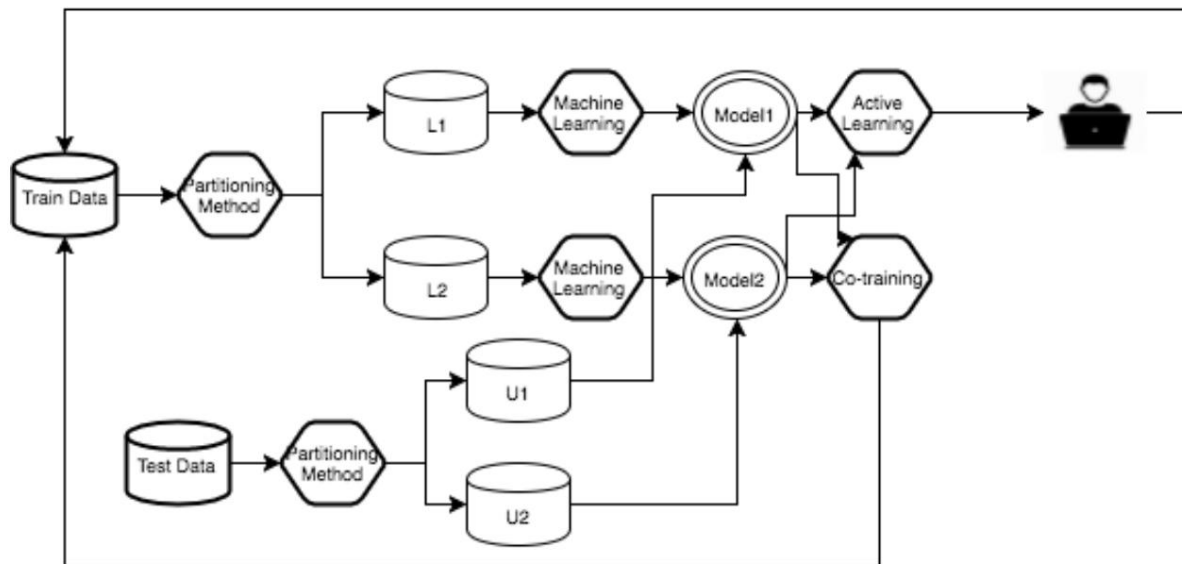 L1
Machine
Learning
Model1
Active
Learning
Train Data
Partitioning
Method
L2
Machine
Learning
Model2
Co-training
U1
Test Data
Partitioning
Method
U2